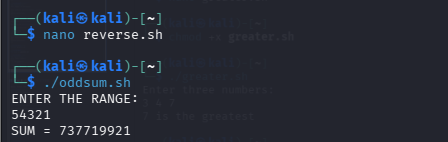 ┌──(kali㉿kali)-[~]
└─$ nano reverse.sh
┌──(kali㉿kali)-[~]
└─$ ./oddsum.sh
ENTER THE RANGE:
54321
SUM = 737719921